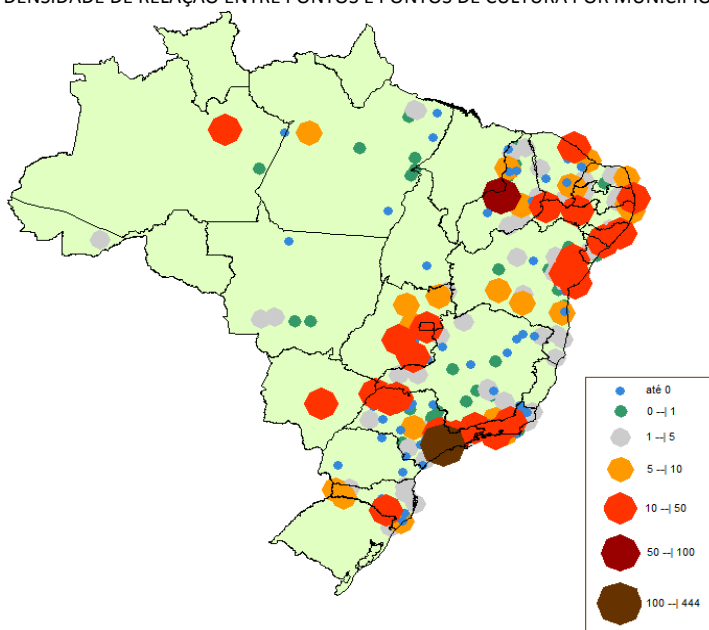 DENSIDADE DE RELAÇÃO ENTRE PONTOS E PONTOS DE CULTURA POR MUNICÍPIO
até 0
0 --| 1
1 --| 5
5 --| 10
10 --| 50
50 --| 100
100 --| 444